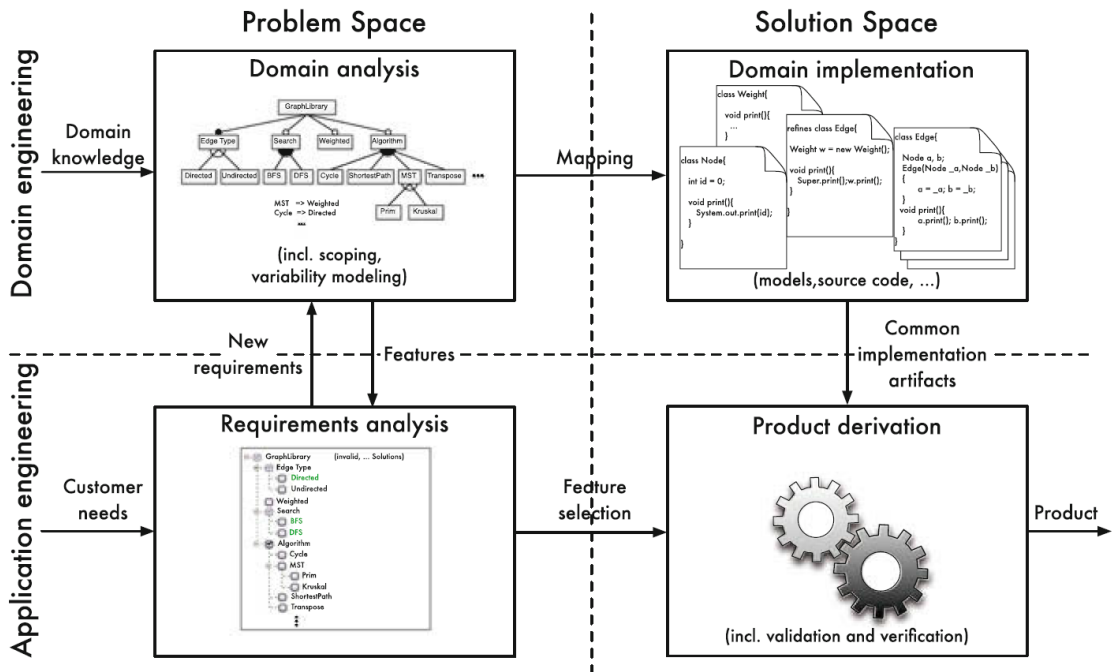 Problem Space
Solution Space
Domain engineering
Domain knowledge
Domain analysis
GraphLibrary
Edge Type Search Weighted Algorithm
Directed Undirected BFS DFS Cycle ShortestPath MST Transpose ...
MST => Weighted
Cycle => Directed
...
Prim Kruskal
(incl. scoping,
variability modeling)
Mapping
Domain implementation
class Weight{
void print(){
...
}
refines class Edge{
Weight w = new Weight();
void print(){
Super.print();w.print();
}
}
class Node{
int id = 0;
void print(){
System.out.print(id);
}
}
class Edge{
Node a, b;
Edge(Node _a,Node _b)
{
a = _a; b = _b;
}
void print(){
a.print(); b.print();
}
}
(models,source code, ...)
New
requirements
Features
Common
implementation
artifacts
Application engineering
Customer
needs
Requirements analysis
GraphLibrary (invalid, ... Solutions)
Edge Type
Directed
Undirected
Weighted
Search
BFS
DFS
Algorithm
Cycle
MST
Prim
Kruskal
ShortestPath
Transpose
...
Feature
selection
Product derivation
(incl. validation and verification)
Product